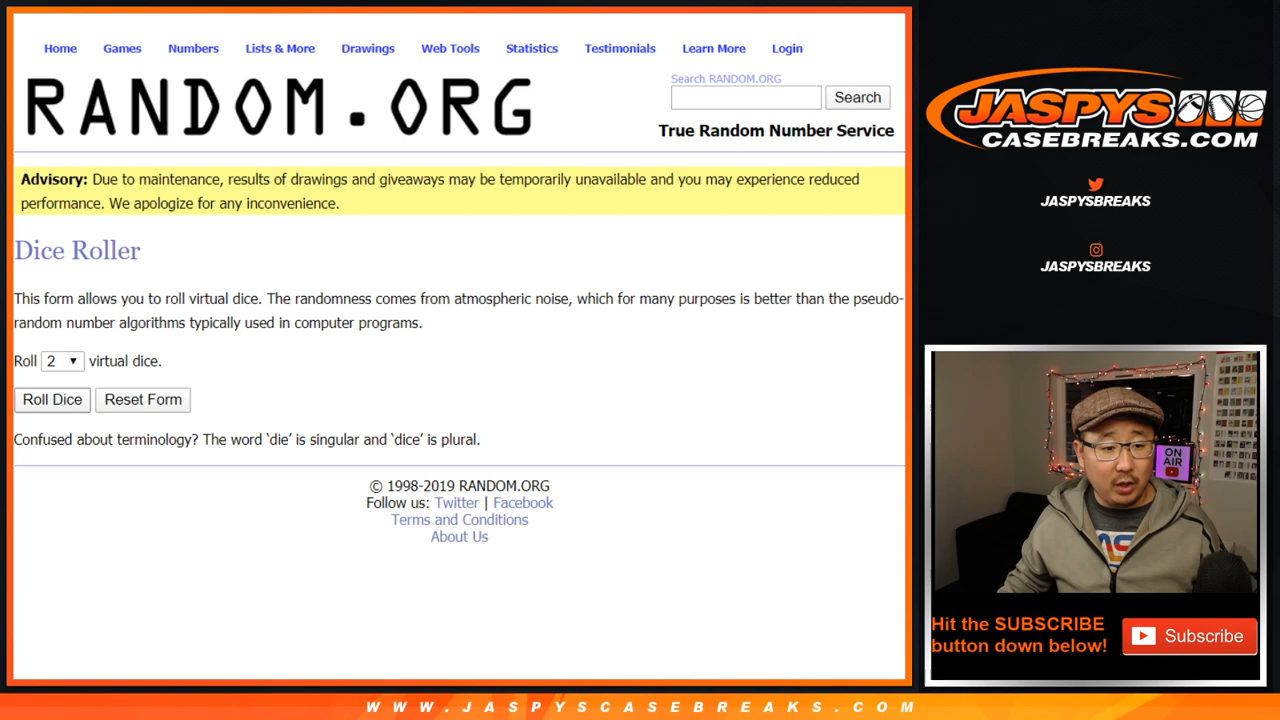 Home Games Numbers Lists & More Drawings Web Tools Statistics Testimonials Learn More Login
RANDOM.ORG
Search RANDOM.ORG
Search
True Random Number Service
Advisory: Due to maintenance, results of drawings and giveaways may be temporarily unavailable and you may experience reduced
performance. We apologize for any inconvenience.
Dice Roller
This form allows you to roll virtual dice. The randomness comes from atmospheric noise, which for many purposes is better than the pseudo-
random number algorithms typically used in computer programs.
Roll 2 virtual dice.
Roll Dice Reset Form
Confused about terminology? The word ‘die’ is singular and ‘dice’ is plural.
© 1998-2019 RANDOM.ORG
Follow us: Twitter | Facebook
Terms and Conditions
About Us
JASPYS
CASEBREAKS.COM
JASPYSBREAKS
JASPYSBREAKS
ON
AIR
Hit the SUBSCRIBE
button down below!
Subscribe
WWW.JASPYSCASEBREAKS.COM